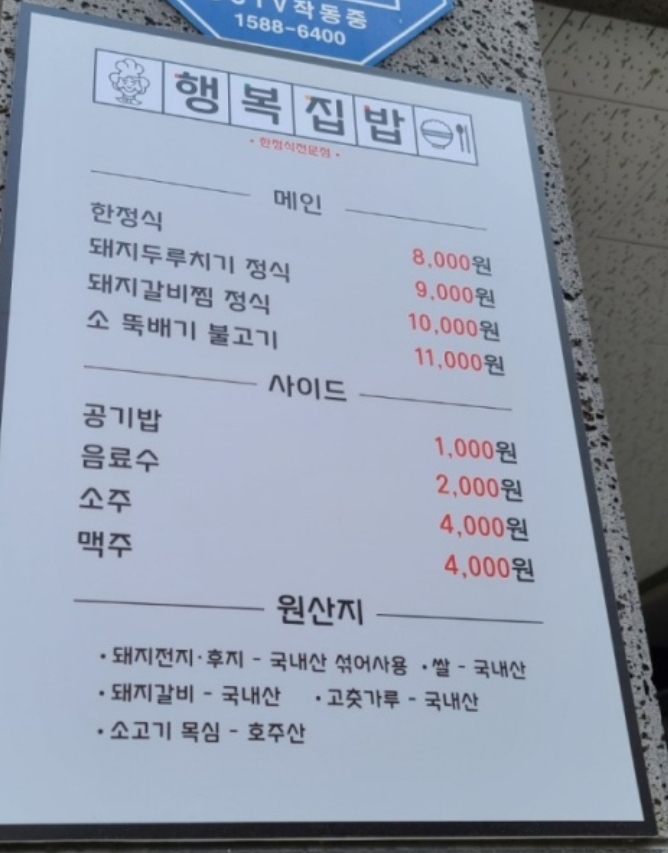 CTV작동중
1588-6400
행복집밥
· 한정식전문점 ·
메인
한정식 8,000원
돼지두루치기 정식 9,000원
돼지갈비찜 정식 10,000원
소 뚝배기 불고기 11,000원
사이드
공기밥 1,000원
음료수 2,000원
소주 4,000원
맥주 4,000원
원산지
·돼지전지·후지 - 국내산 섞어사용 ·쌀 - 국내산
·돼지갈비 - 국내산 ·고춧가루 - 국내산
·소고기 목심 - 호주산